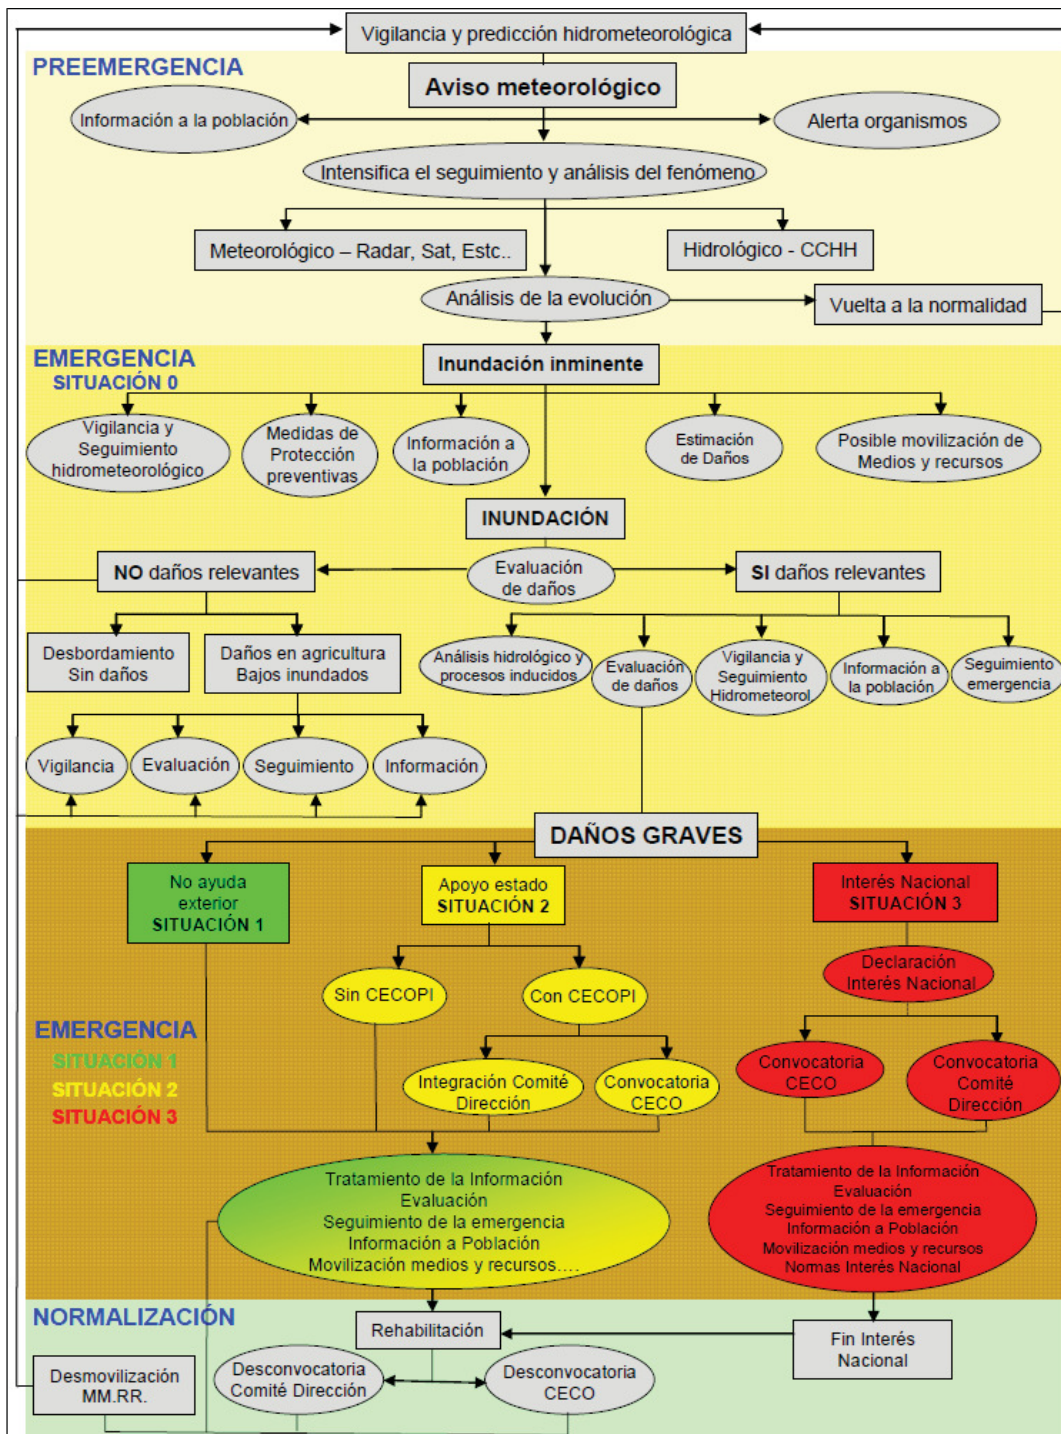 Vigilancia y predicción hidrometeorológica
PREEMERGENCIA
Aviso meteorológico
Información a la población
Alerta organismos
Intensifica el seguimiento y análisis del fenómeno
Meteorológico – Radar, Sat, Estc..
Hidrológico - CCHH
Análisis de la evolución
Vuelta a la normalidad
EMERGENCIA
SITUACIÓN 0
Inundación inminente
Vigilancia y
Seguimiento
hidrometeorológico
Medidas de
Protección
preventivas
Información a
la población
Estimación
de Daños
Posible movilización de
Medios y recursos
INUNDACIÓN
NO daños relevantes
Evaluación
de daños
SI daños relevantes
Desbordamiento
Sin daños
Daños en agricultura
Bajos inundados
Análisis hidrológico y
procesos inducidos
Evaluación
de daños
Vigilancia y
Seguimiento
Hidrometeorol
Información a
la población
Seguimiento
emergencia
Vigilancia
Evaluación
Seguimiento
Información
DAÑOS GRAVES
No ayuda
exterior
SITUACIÓN 1
Apoyo estado
SITUACIÓN 2
Interés Nacional
SITUACIÓN 3
Declaración
Interés Nacional
Sin CECOPI
Con CECOPI
EMERGENCIA
SITUACIÓN 1
SITUACIÓN 2
SITUACIÓN 3
Integración Comité
Dirección
Convocatoria
CECO
Convocatoria
CECO
Convocatoria
Comité
Dirección
Tratamiento de la Información
Evaluación
Seguimiento de la emergencia
Información a Población
Movilización medios y recursos….
Tratamiento de la Información
Evaluación
Seguimiento de la emergencia
Información a Población
Movilización medios y recursos
Normas Interés Nacional
NORMALIZACIÓN
Rehabilitación
Fin Interés
Nacional
Desmovilización
MM.RR.
Desconvocatoria
Comité Dirección
Desconvocatoria
CECO